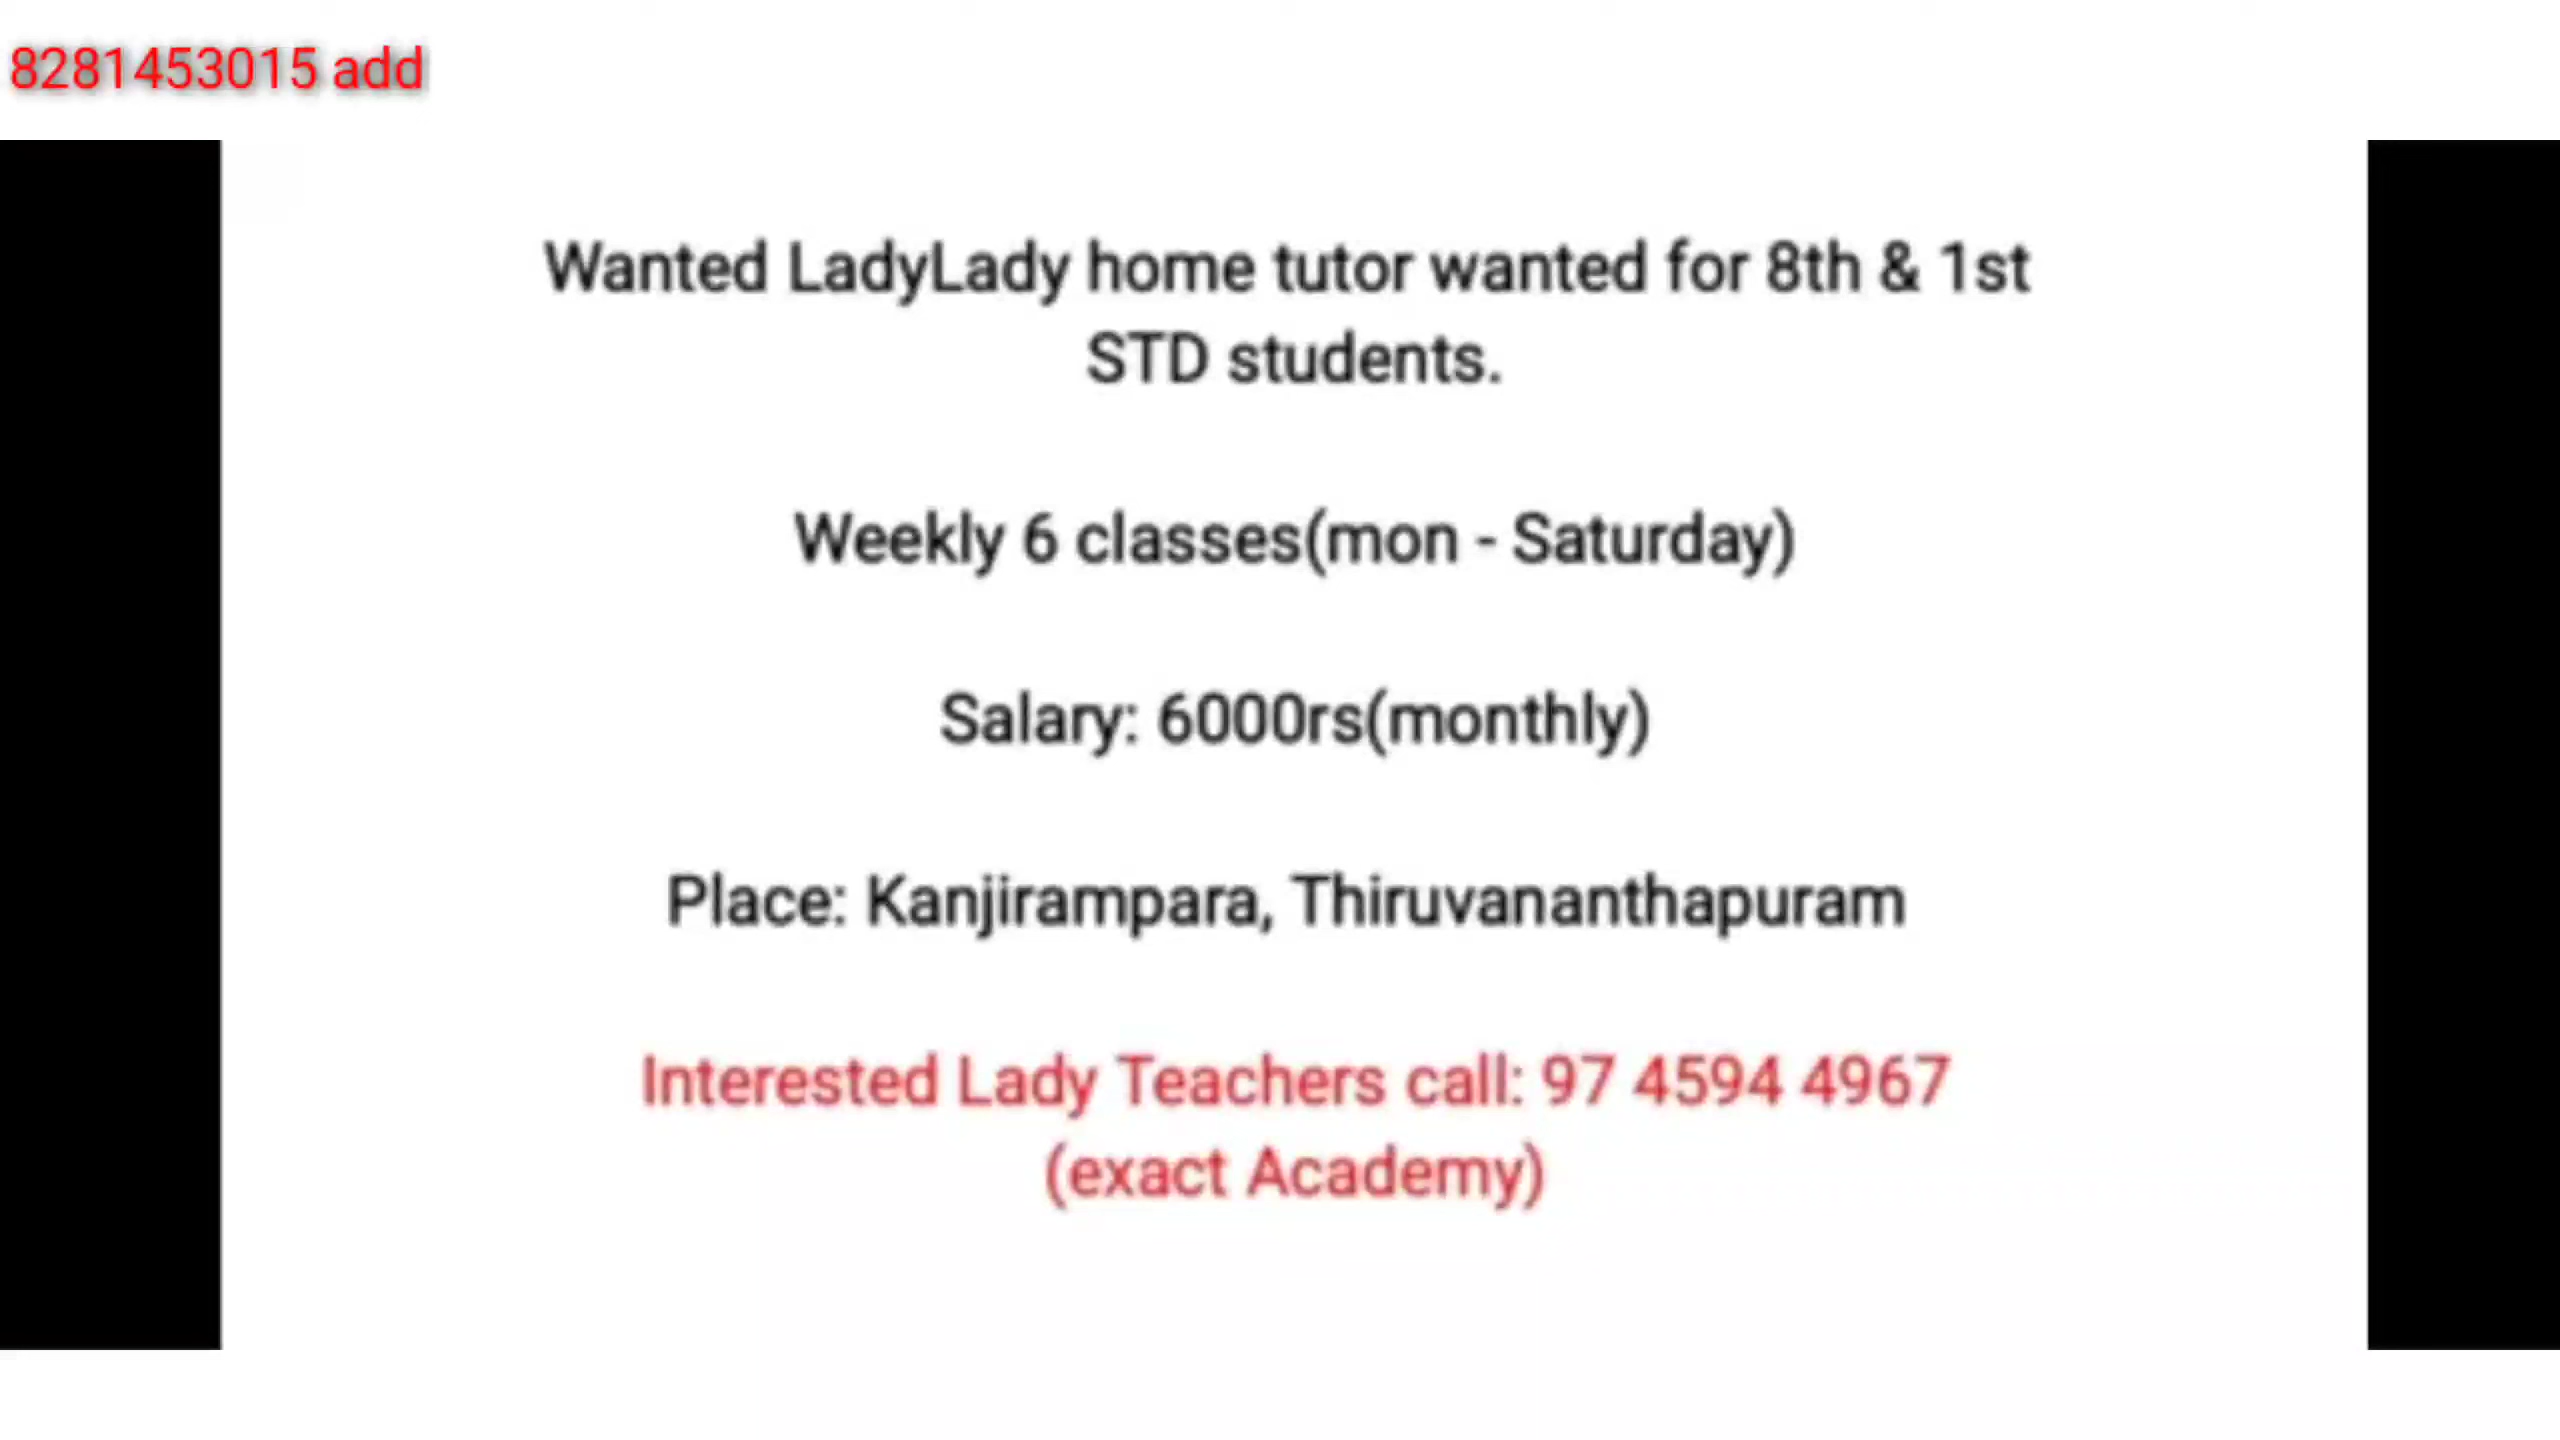 8281453015 add
Wanted LadyLady home tutor wanted for 8th & 1st
STD students.
Weekly 6 classes(mon - Saturday)
Salary: 6000rs(monthly)
Place: Kanjirampara, Thiruvananthapuram
Interested Lady Teachers call: 97 4594 4967
(exact Academy)